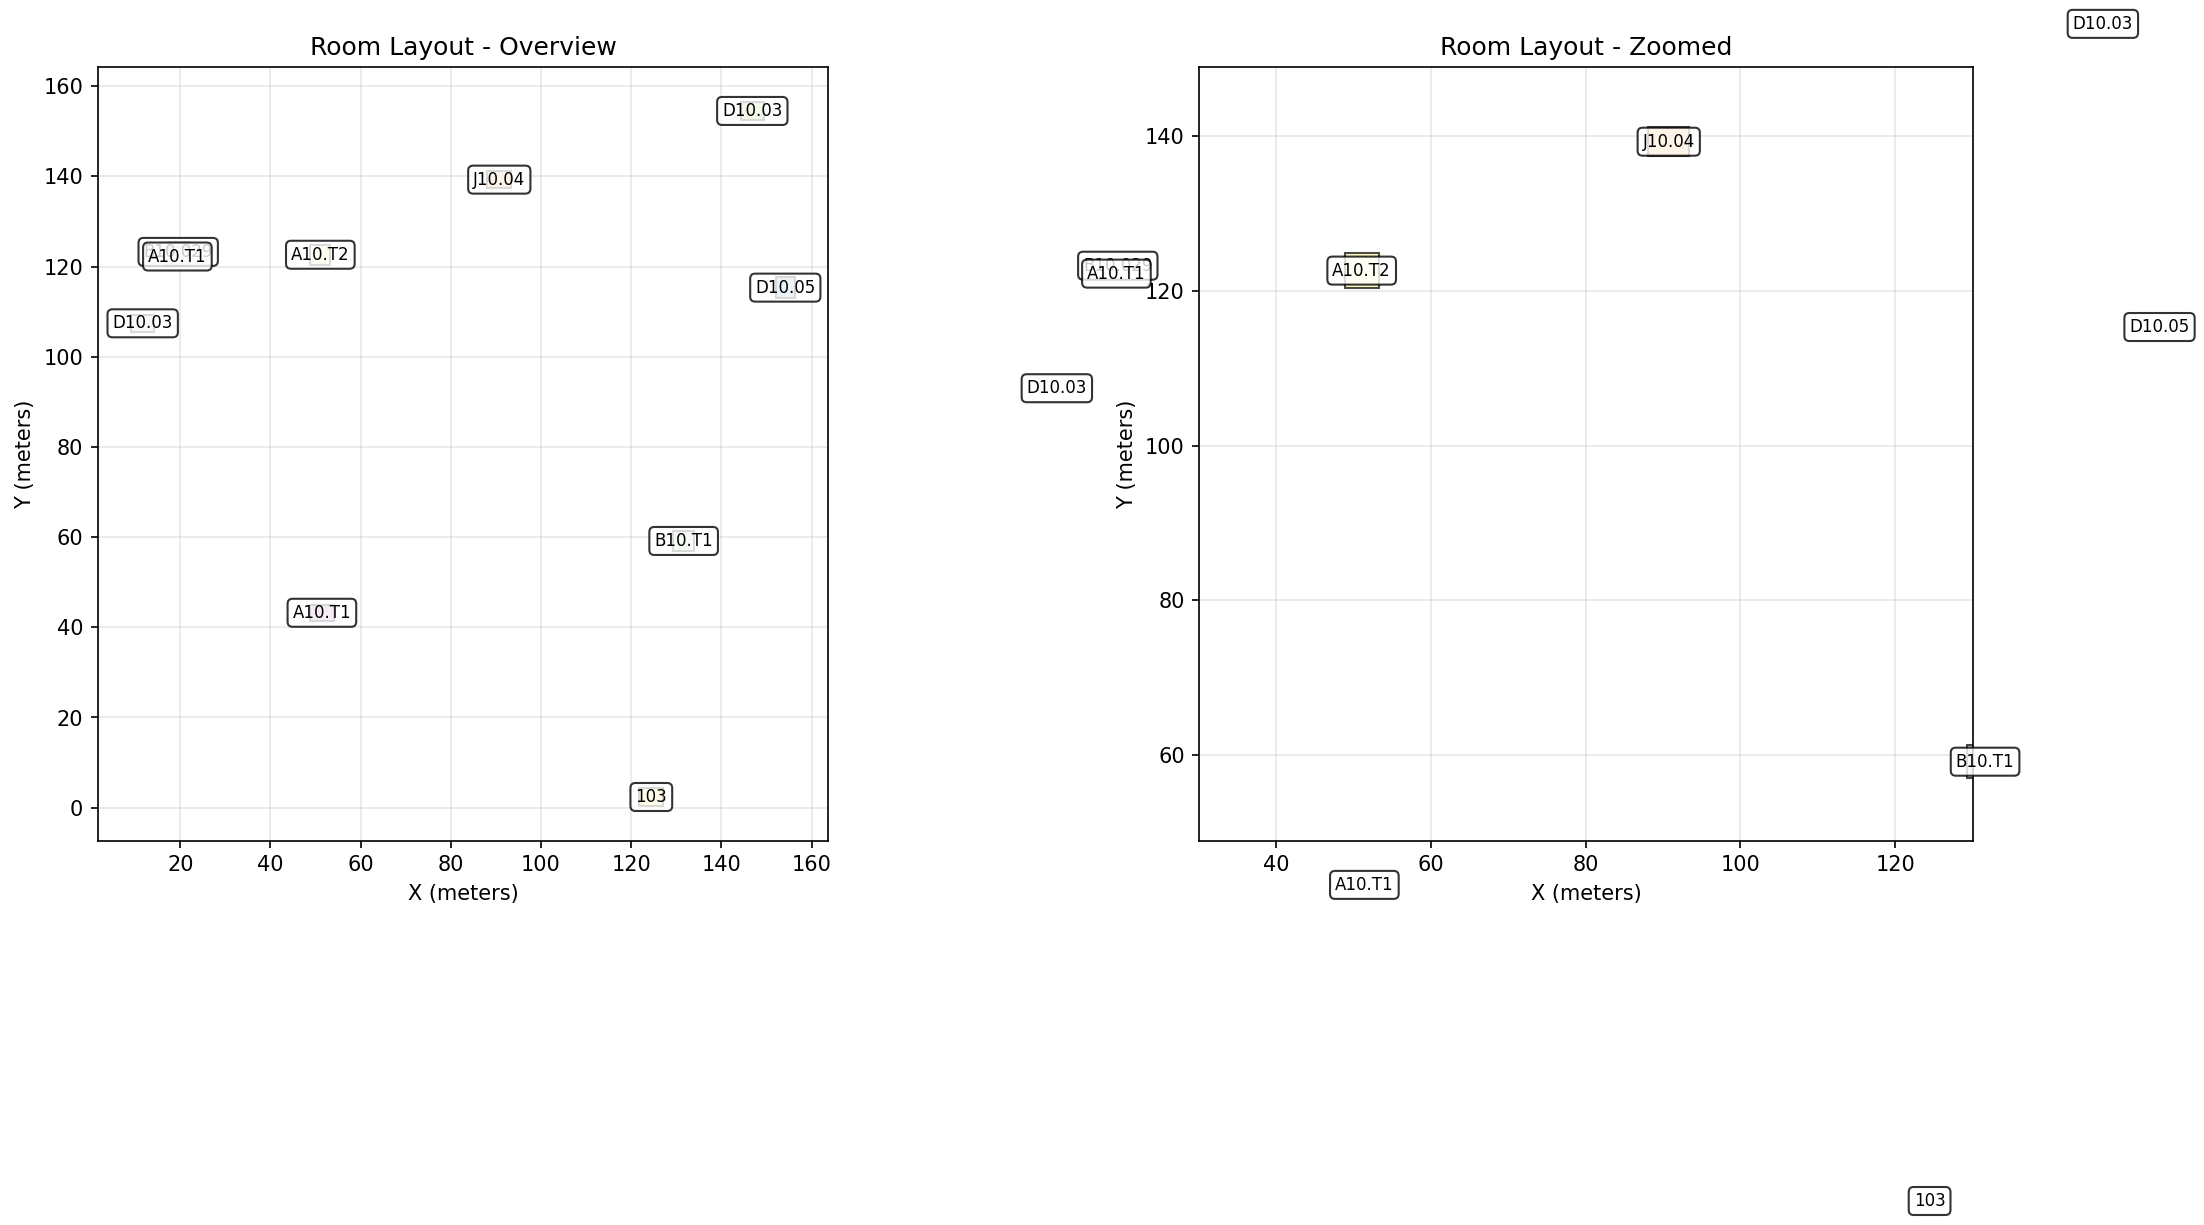 Room Layout - Overview
160
140
120
100
80
60
40
20
0
Y (meters)
D10.03
J10.04
A10.T1
A10.T2
D10.05
D10.03
B10.T1
A10.T1
103
20
40
60
80
100
120
140
160
X (meters)
Room Layout - Zoomed
140
120
100
80
60
Y (meters)
D10.03
J10.04
A10.T1
A10.T2
D10.05
D10.03
B10.T1
40
60
80
100
120
A10.T1
X (meters)
103